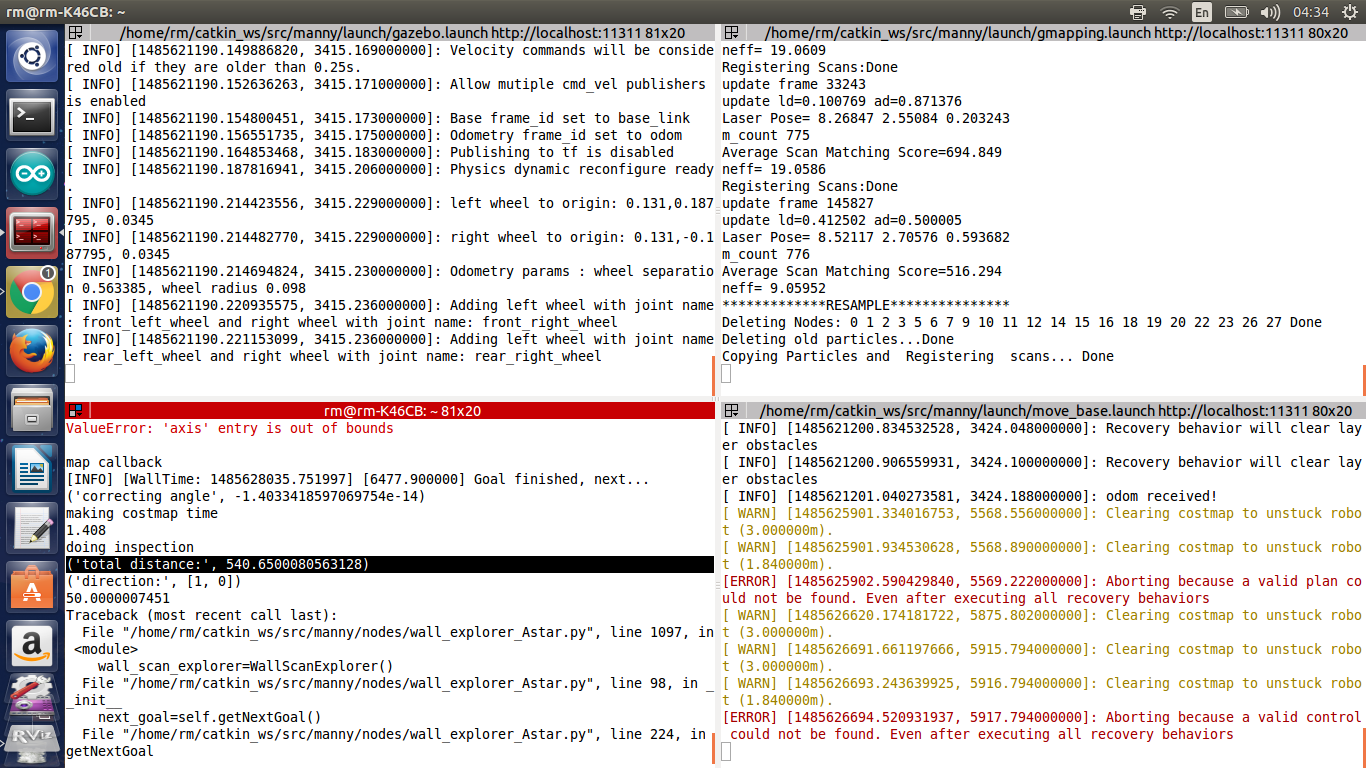 rm@rm-K46CB: ~
En
04:34
/home/rm/catkin_ws/src/manny/launch/gazebo.launch http://localhost:11311 81x20
[ INFO] [1485621190.149886820, 3415.169000000]: Velocity commands will be conside
red old if they are older than 0.25s.
[ INFO] [1485621190.152636263, 3415.171000000]: Allow mutiple cmd_vel publishers
is enabled
[ INFO] [1485621190.154800451, 3415.173000000]: Base frame_id set to base_link
[ INFO] [1485621190.156551735, 3415.175000000]: Odometry frame_id set to odom
[ INFO] [1485621190.164853468, 3415.183000000]: Publishing to tf is disabled
[ INFO] [1485621190.187816941, 3415.206000000]: Physics dynamic reconfigure ready
.
[ INFO] [1485621190.214423556, 3415.229000000]: left wheel to origin: 0.131,0.187
795, 0.0345
[ INFO] [1485621190.214482770, 3415.229000000]: right wheel to origin: 0.131,-0.1
87795, 0.0345
[ INFO] [1485621190.214694824, 3415.230000000]: Odometry params : wheel separatio
n 0.563385, wheel radius 0.098
[ INFO] [1485621190.220935575, 3415.236000000]: Adding left wheel with joint name
: front_left_wheel and right wheel with joint name: front_right_wheel
[ INFO] [1485621190.221153099, 3415.236000000]: Adding left wheel with joint name
: rear_left_wheel and right wheel with joint name: rear_right_wheel
/home/rm/catkin_ws/src/manny/launch/gmapping.launch http://localhost:11311 80x20
neff= 19.0609
Registering Scans:Done
update frame 33243
update ld=0.100769 ad=0.871376
Laser Pose= 8.26847 2.55084 0.203243
m_count 775
Average Scan Matching Score=694.849
neff= 19.0586
Registering Scans:Done
update frame 145827
update ld=0.412502 ad=0.500005
Laser Pose= 8.52117 2.70576 0.593682
m_count 776
Average Scan Matching Score=516.294
neff= 9.05952
*************RESAMPLE***************
Deleting Nodes: 0 1 2 3 5 6 7 9 10 11 12 14 15 16 18 19 20 22 23 26 27 Done
Deleting old particles...Done
Copying Particles and  Registering  scans... Done
rm@rm-K46CB: ~ 81x20
ValueError: 'axis' entry is out of bounds
map callback
[INFO] [WallTime: 1485628035.751997] [6477.900000] Goal finished, next...
('correcting angle', -1.4033418597069754e-14)
making costmap time
1.408
doing inspection
('total distance:', 540.6500080563128)
('direction:', [1, 0])
50.0000007451
Traceback (most recent call last):
  File "/home/rm/catkin_ws/src/manny/nodes/wall_explorer_Astar.py", line 1097, in
 <module>
    wall_scan_explorer=WallScanExplorer()
  File "/home/rm/catkin_ws/src/manny/nodes/wall_explorer_Astar.py", line 98, in _
_init__
    next_goal=self.getNextGoal()
  File "/home/rm/catkin_ws/src/manny/nodes/wall_explorer_Astar.py", line 224, in
getNextGoal
/home/rm/catkin_ws/src/manny/launch/move_base.launch http://localhost:11311 80x20
[ INFO] [1485621200.834532528, 3424.048000000]: Recovery behavior will clear lay
er obstacles
[ INFO] [1485621200.906559931, 3424.100000000]: Recovery behavior will clear lay
er obstacles
[ INFO] [1485621201.040273581, 3424.188000000]: odom received!
[ WARN] [1485625901.334016753, 5568.556000000]: Clearing costmap to unstuck robo
t (3.000000m).
[ WARN] [1485625901.934530628, 5568.890000000]: Clearing costmap to unstuck robo
t (1.840000m).
[ERROR] [1485625902.590429840, 5569.222000000]: Aborting because a valid plan co
uld not be found. Even after executing all recovery behaviors
[ WARN] [1485626620.174181722, 5875.802000000]: Clearing costmap to unstuck robo
t (3.000000m).
[ WARN] [1485626691.661197666, 5915.794000000]: Clearing costmap to unstuck robo
t (3.000000m).
[ WARN] [1485626693.243639925, 5916.794000000]: Clearing costmap to unstuck robo
t (1.840000m).
[ERROR] [1485626694.520931937, 5917.794000000]: Aborting because a valid control
 could not be found. Even after executing all recovery behaviors
1
a
RViz